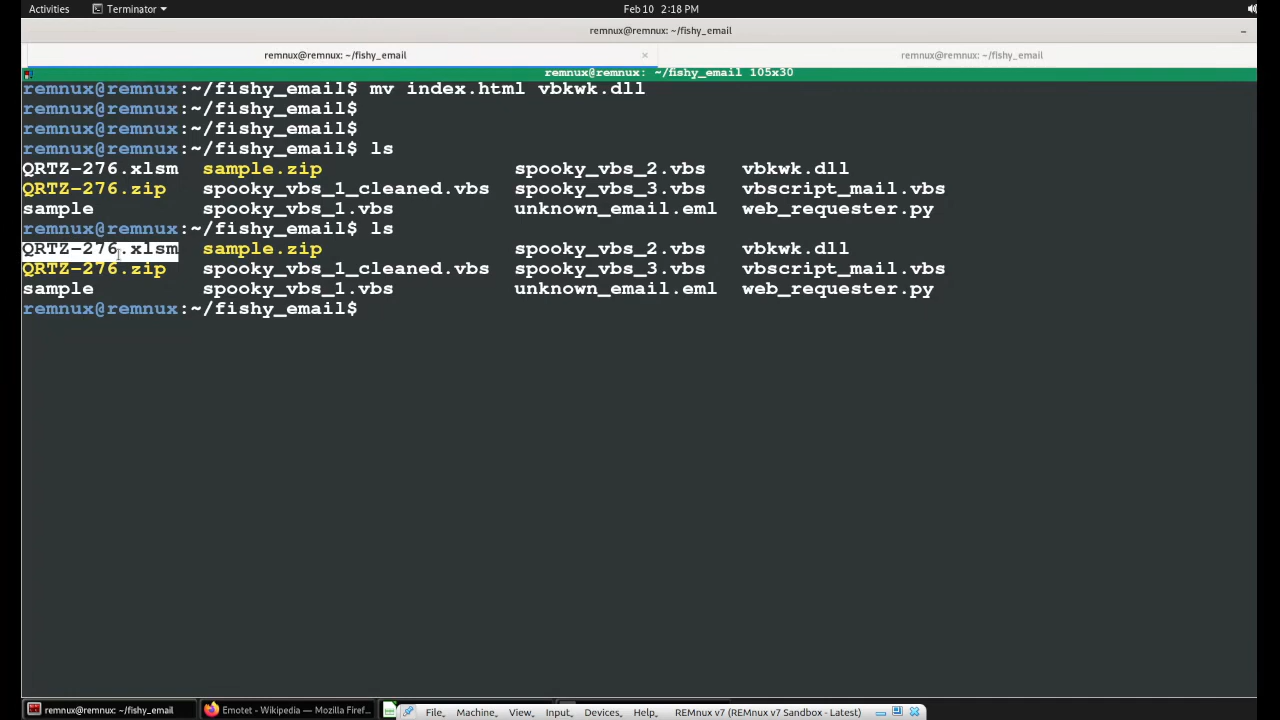 Activities Terminator Feb 10 2:18 PM
remnux@remnux: ~/fishy_email
remnux@remnux: ~/fishy_email × remnux@remnux: ~/fishy_email
remnux@remnux: ~/fishy_email 105x30
remnux@remnux:~/fishy_email$ mv index.html vbkwk.dll
remnux@remnux:~/fishy_email$
remnux@remnux:~/fishy_email$
remnux@remnux:~/fishy_email$ ls
QRTZ-276.xlsm sample.zip spooky_vbs_2.vbs vbkwk.dll
QRTZ-276.zip spooky_vbs_1_cleaned.vbs spooky_vbs_3.vbs vbscript_mail.vbs
sample spooky_vbs_1.vbs unknown_email.eml web_requester.py
remnux@remnux:~/fishy_email$ ls
QRTZ-276.xlsm sample.zip spooky_vbs_2.vbs vbkwk.dll
QRTZ-276.zip spooky_vbs_1_cleaned.vbs spooky_vbs_3.vbs vbscript_mail.vbs
sample spooky_vbs_1.vbs unknown_email.eml web_requester.py
remnux@remnux:~/fishy_email$
remnux@remnux: ~/fishy_email Emotet - Wikipedia — Mozilla Firef... File Machine View Input Devices Help REMnux v7 (REMnux v7 Sandbox - Latest)